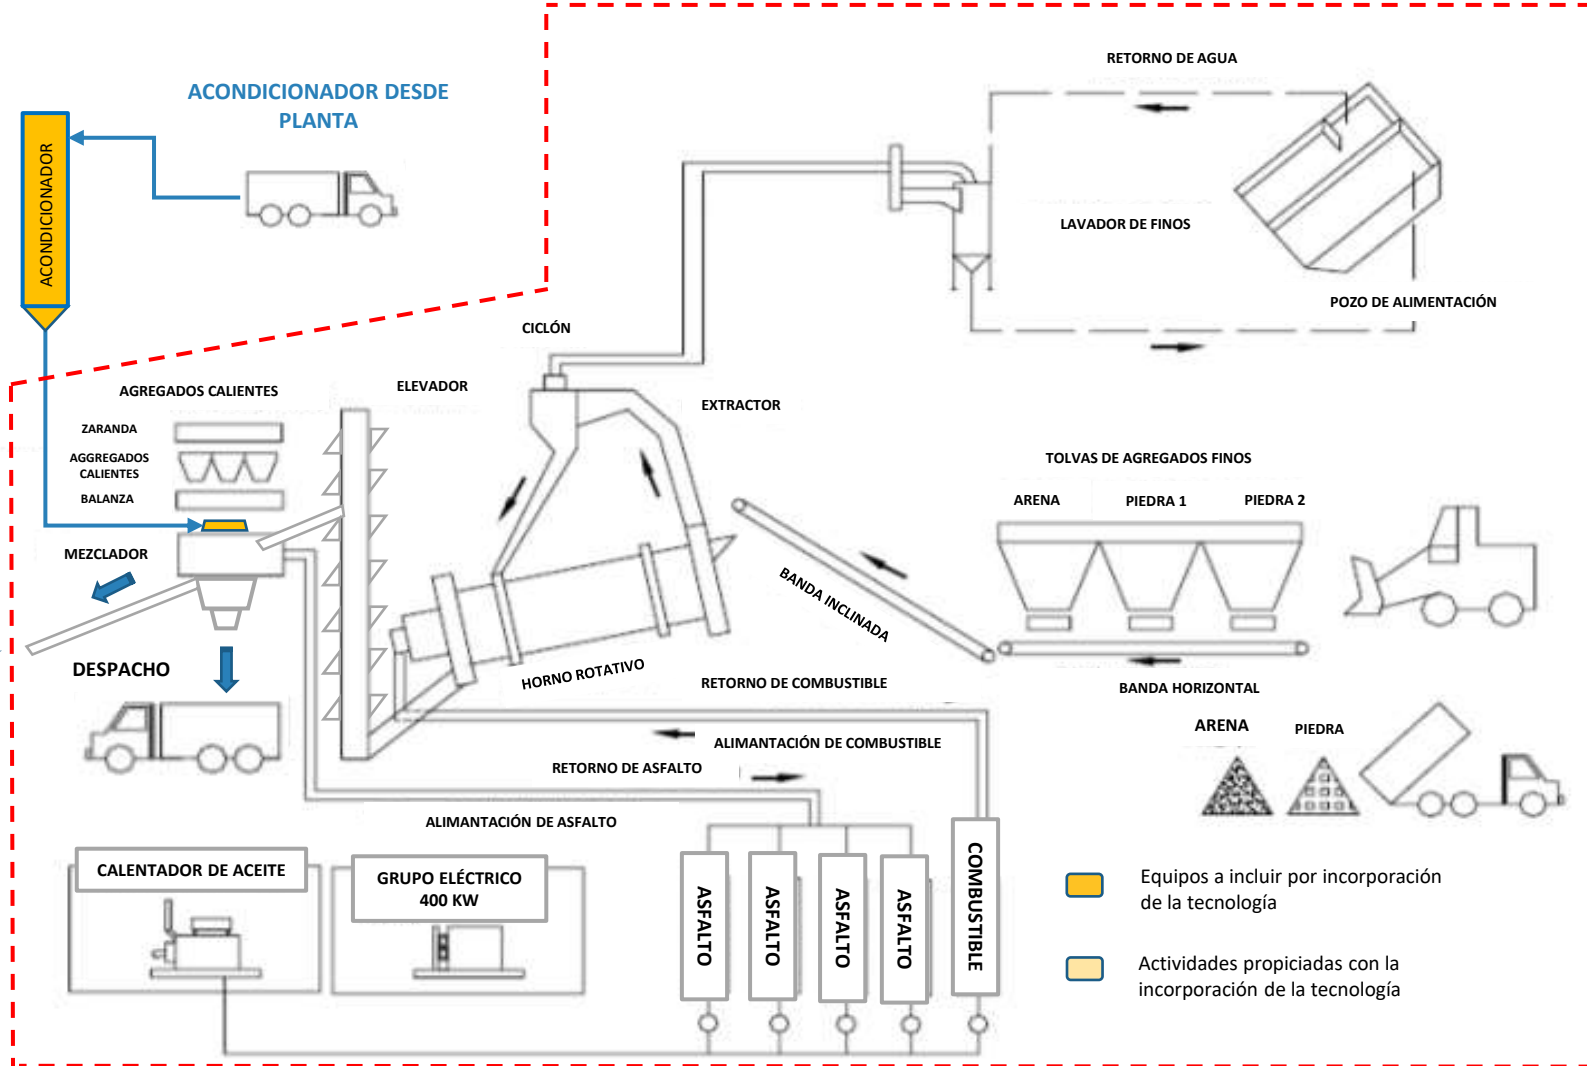 RETORNO DE AGUA
ACONDICIONADOR DESDE
PLANTA
ACONDICIONADOR
LAVADOR DE FINOS
POZO DE ALIMENTACIÓN
CICLÓN
AGREGADOS CALIENTES
ELEVADOR
EXTRACTOR
ZARANDA
AGGREGADOS
CALIENTES
BALANZA
TOLVAS DE AGREGADOS FINOS
ARENA
PIEDRA 1
PIEDRA 2
MEZCLADOR
BANDA INCLINADA
DESPACHO
HORNO ROTATIVO
RETORNO DE COMBUSTIBLE
BANDA HORIZONTAL
ARENA
PIEDRA
ALIMANTACIÓN DE COMBUSTIBLE
RETORNO DE ASFALTO
ALIMANTACIÓN DE ASFALTO
CALENTADOR DE ACEITE
GRUPO ELÉCTRICO
400 KW
ASFALTO
ASFALTO
ASFALTO
ASFALTO
COMBUSTIBLE
Equipos a incluir por incorporación
de la tecnología
Actividades propiciadas con la
incorporación de la tecnología